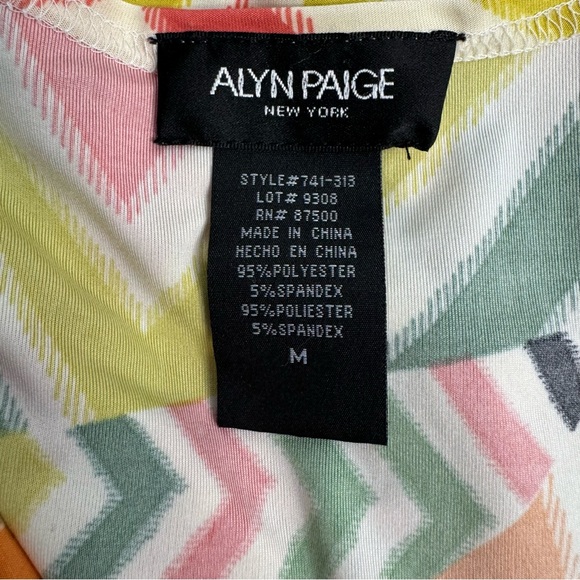 ALYN PAIGE
NEW YORK
STYLE# 741-313
LOT# 9308
RN# 87500
MADE IN CHINA
HECHO EN CHINA
95%POLYESTER
5%SPANDEX
95%POLIESTER
5%SPANDEX
M